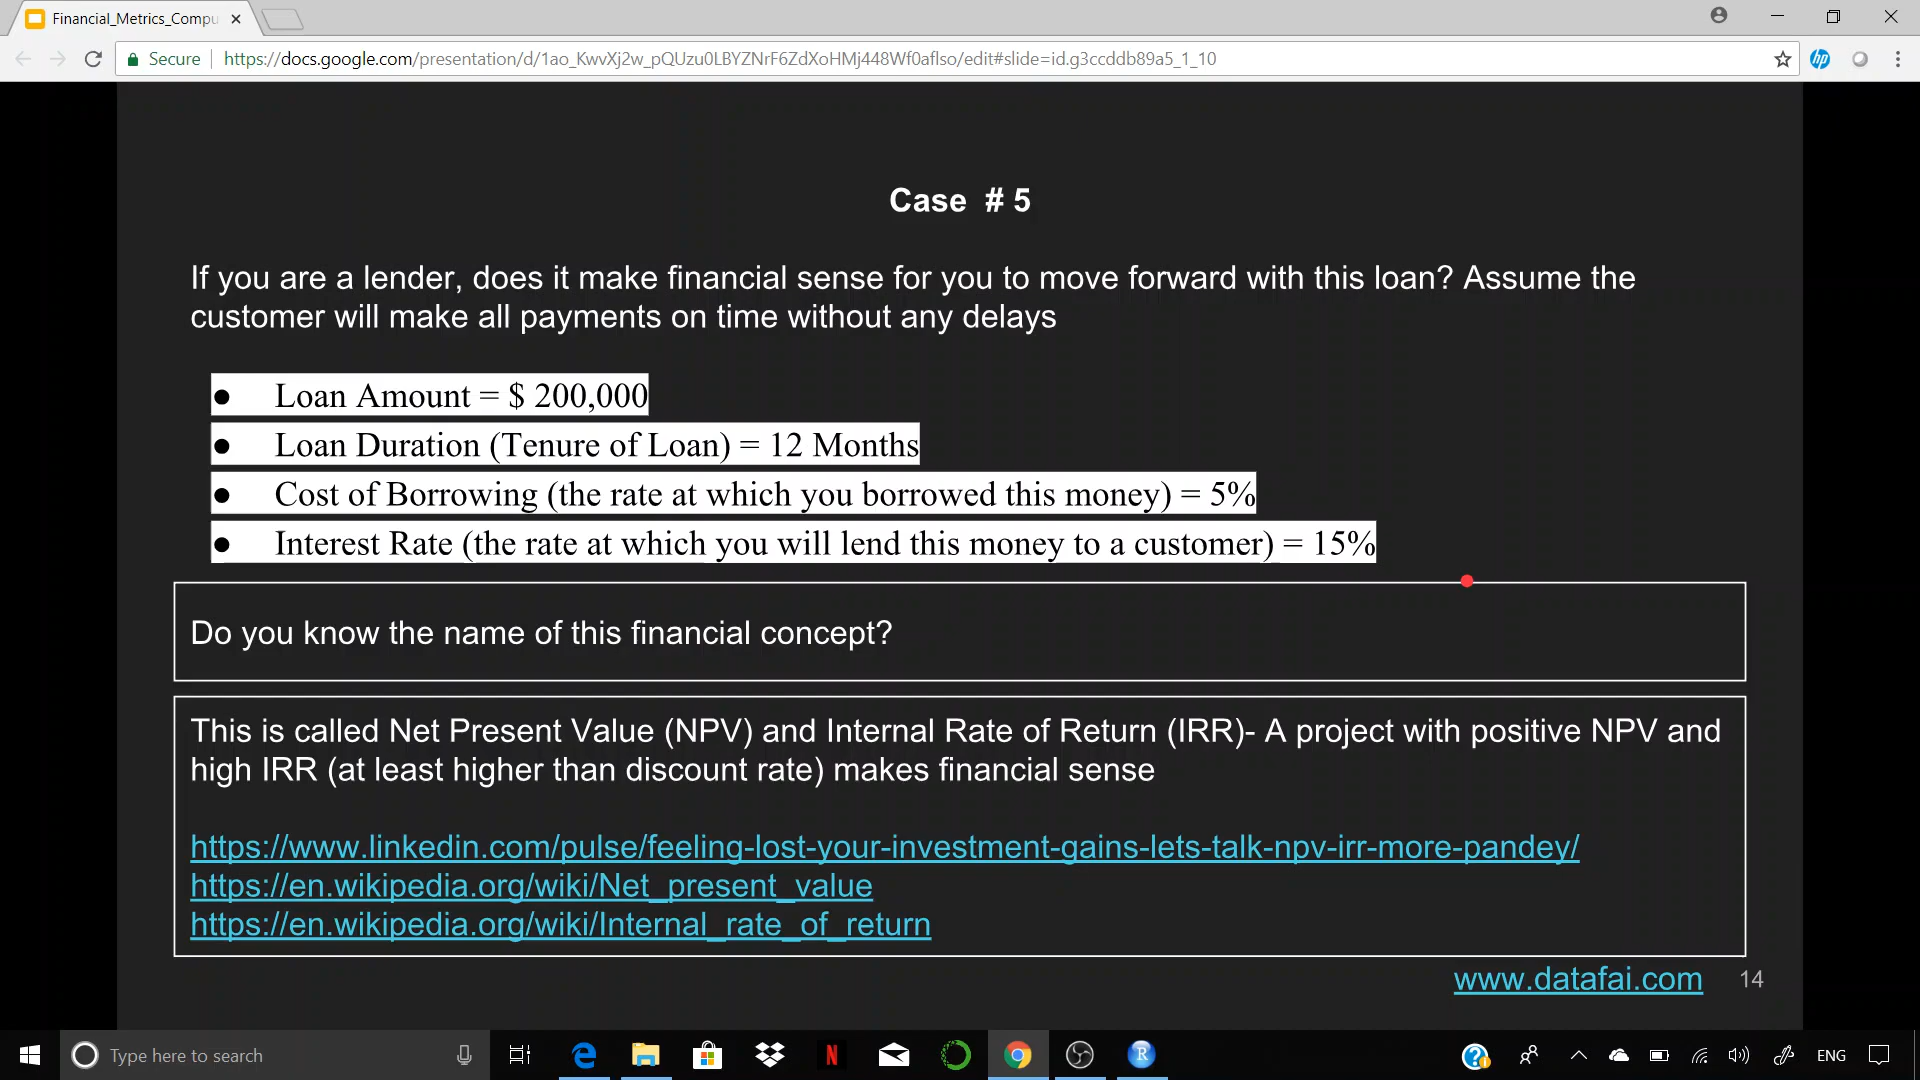 Financial_Metrics_Compu
Secure
https://docs.google.com/presentation/d/1ao_KwvXj2w_pQUzu0LBYZNrF6ZdXoHMj448Wf0aflso/edit#slide=id.g3ccddb89a5_1_10
hp
Case # 5
If you are a lender, does it make financial sense for you to move forward with this loan? Assume the
customer will make all payments on time without any delays
● Loan Amount = $ 200,000
● Loan Duration (Tenure of Loan) = 12 Months
● Cost of Borrowing (the rate at which you borrowed this money) = 5%
● Interest Rate (the rate at which you will lend this money to a customer) = 15%
Do you know the name of this financial concept?
This is called Net Present Value (NPV) and Internal Rate of Return (IRR)- A project with positive NPV and
high IRR (at least higher than discount rate) makes financial sense
https://www.linkedin.com/pulse/feeling-lost-your-investment-gains-lets-talk-npv-irr-more-pandey/
https://en.wikipedia.org/wiki/Net_present_value
https://en.wikipedia.org/wiki/Internal_rate_of_return
www.datafai.com 14
Type here to search
N
R
ENG